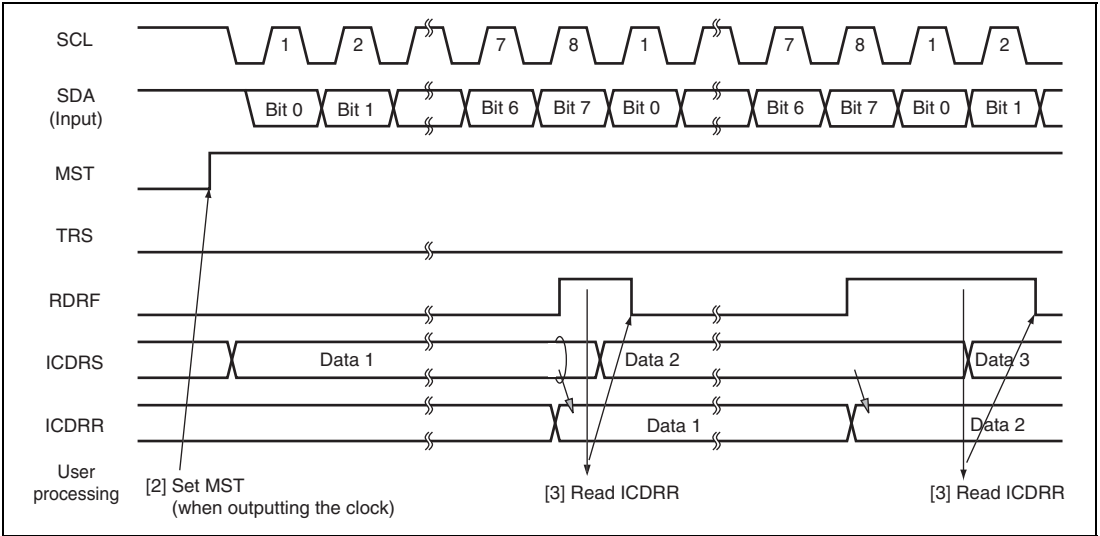 SCL 1 2 7 8 1 7 8 1 2
SDA
(Input) Bit 0 Bit 1 Bit 6 Bit 7 Bit 0 Bit 6 Bit 7 Bit 0 Bit 1
MST
TRS
RDRF
ICDRS Data 1 Data 2 Data 3
ICDRR Data 1 Data 2
User
processing
[2] Set MST
(when outputting the clock)
[3] Read ICDRR
[3] Read ICDRR